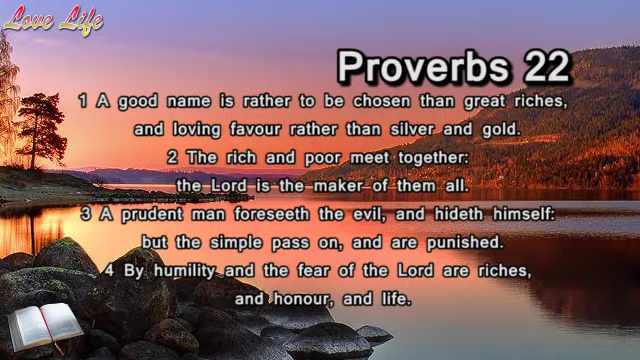 Love Life
Proverbs 22
1 A good name is rather to be chosen than great riches,
and loving favour rather than silver and gold.
2 The rich and poor meet together:
the Lord is the maker of them all.
3 A prudent man foreseeth the evil, and hideth himself:
but the simple pass on, and are punished.
4 By humility and the fear of the Lord are riches,
and honour, and life.